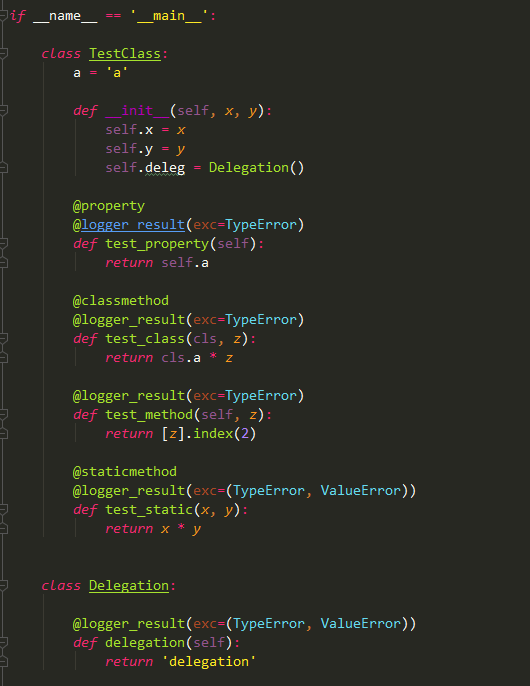 if __name__ == '__main__':
class TestClass:
a = 'a'
def __init__(self, x, y):
self.x = x
self.y = y
self.deleg = Delegation()
@property
@logger_result(exc=TypeError)
def test_property(self):
return self.a
@classmethod
@logger_result(exc=TypeError)
def test_class(cls, z):
return cls.a * z
@logger_result(exc=TypeError)
def test_method(self, z):
return [z].index(2)
@staticmethod
@logger_result(exc=(TypeError, ValueError))
def test_static(x, y):
return x * y
class Delegation:
@logger_result(exc=(TypeError, ValueError))
def delegation(self):
return 'delegation'